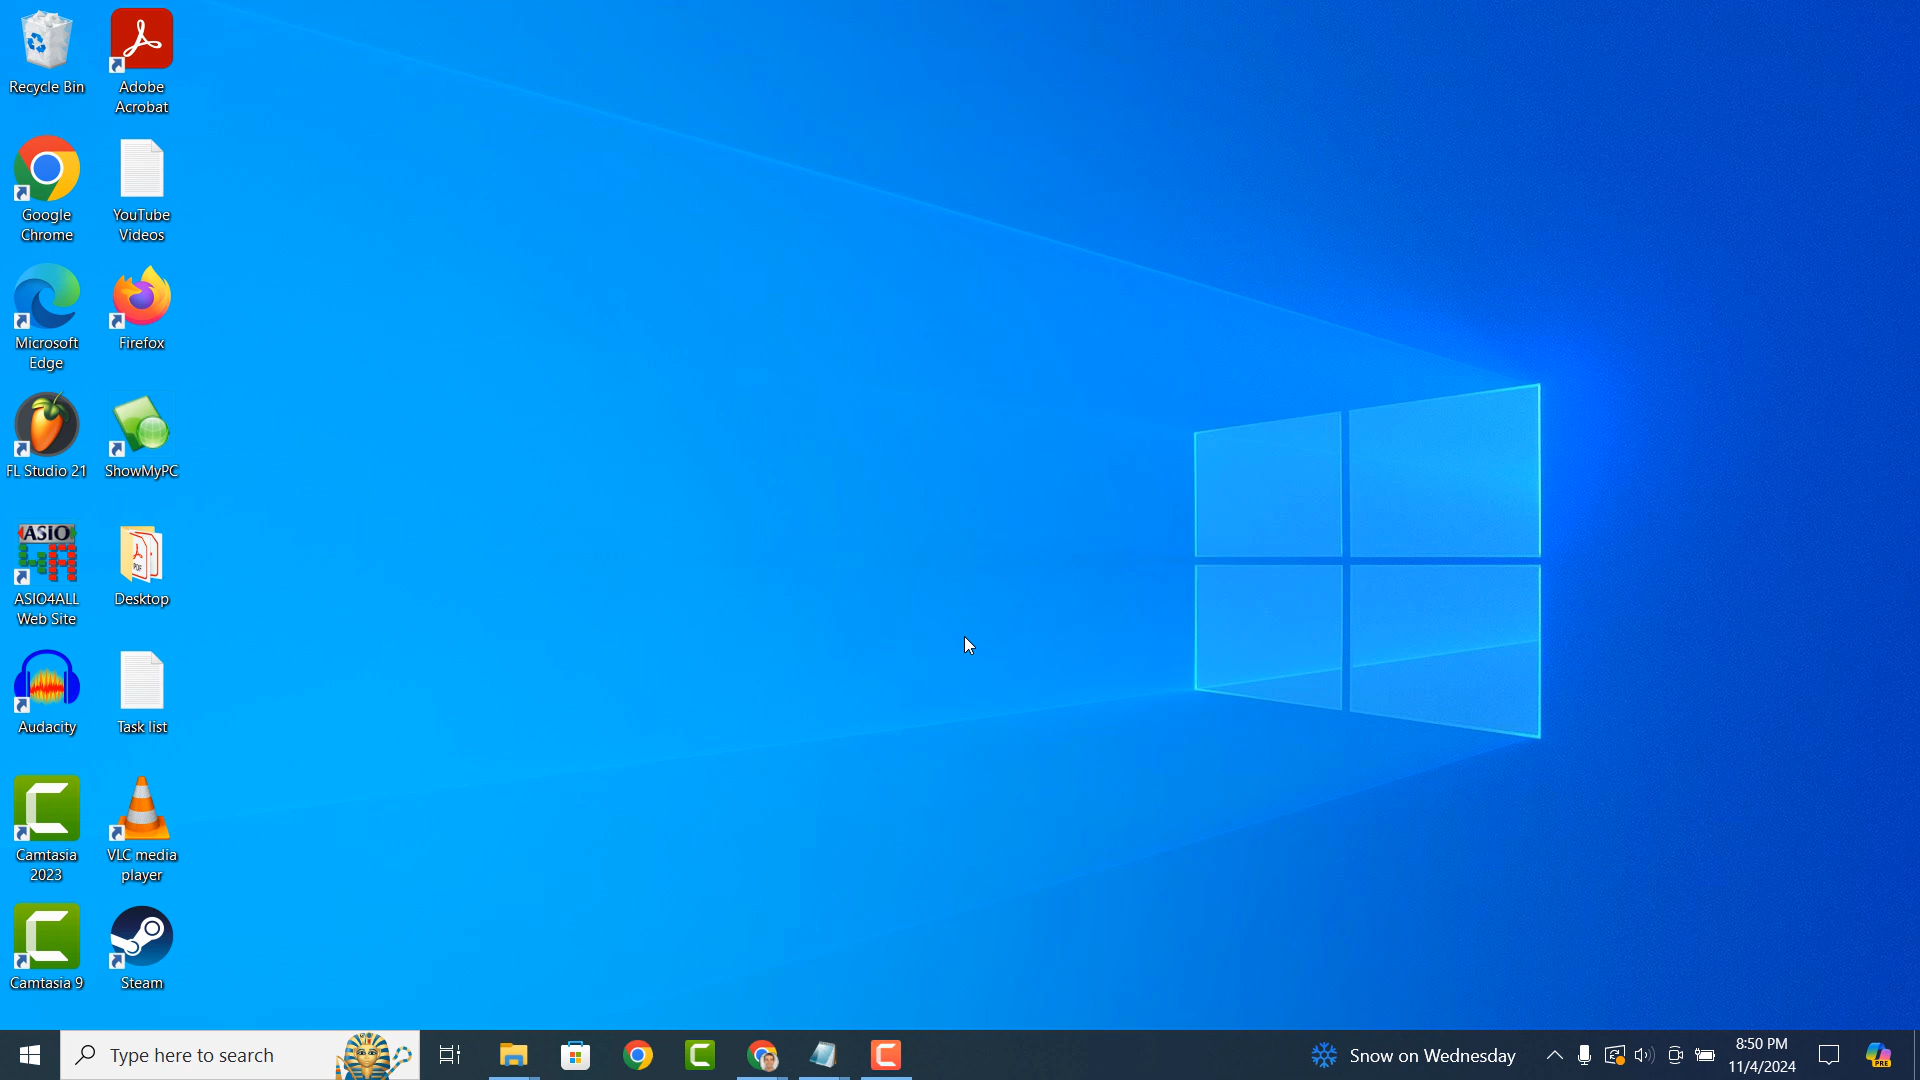 Recycle Bin
Adobe
Acrobat
Google
Chrome
YouTube
Videos
Microsoft
Edge
Firefox
FL Studio 21
ShowMyPC
ASIO
ASIO4ALL
Web Site
PDF
Desktop
Audacity
Task list
Camtasia
2023
VLC media
player
Camtasia 9
Steam
Type here to search
Snow on Wednesday
8:50 PM
11/4/2024
PRE